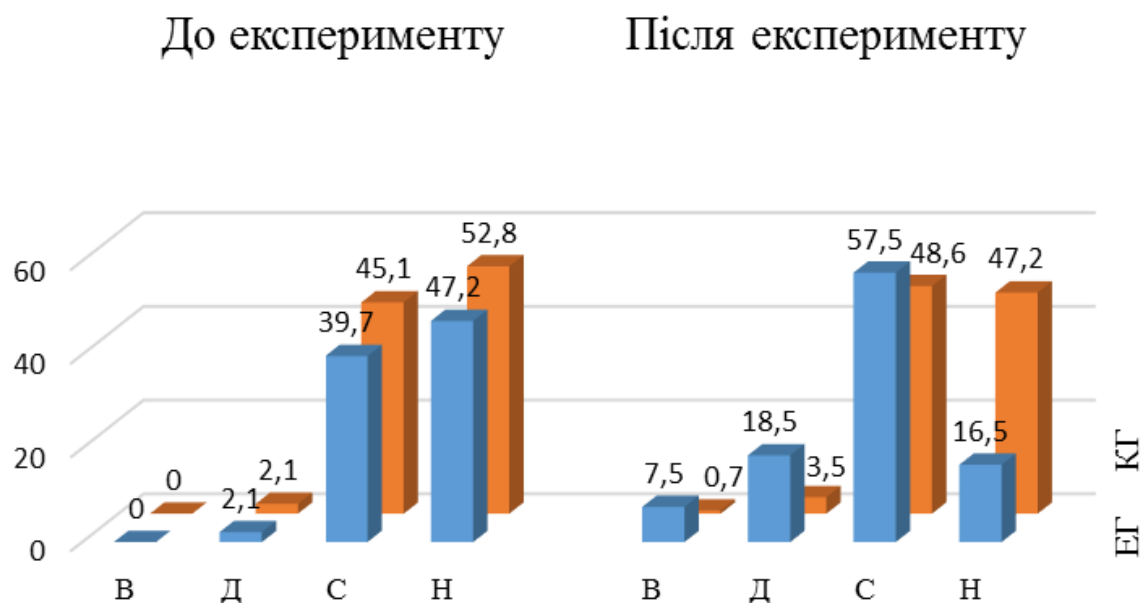 До експерименту Після експерименту
60
40
20
0
0 0 2,1 2,1 39,7 45,1 47,2 52,8
7,5 0,7 18,5 3,5 57,5 48,6 16,5 47,2
В Д С Н В Д С Н
КГ
ЕГ